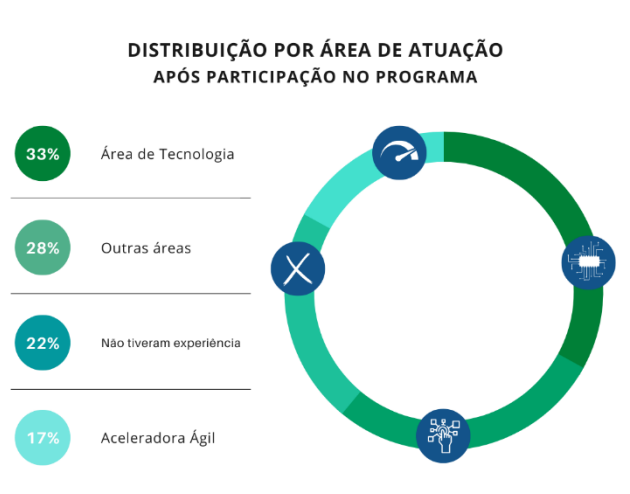 DISTRIBUIÇÃO POR ÁREA DE ATUAÇÃO
APÓS PARTICIPAÇÃO NO PROGRAMA
33% Área de Tecnologia
28% Outras áreas
22% Não tiveram experiência
17% Aceleradora Ágil